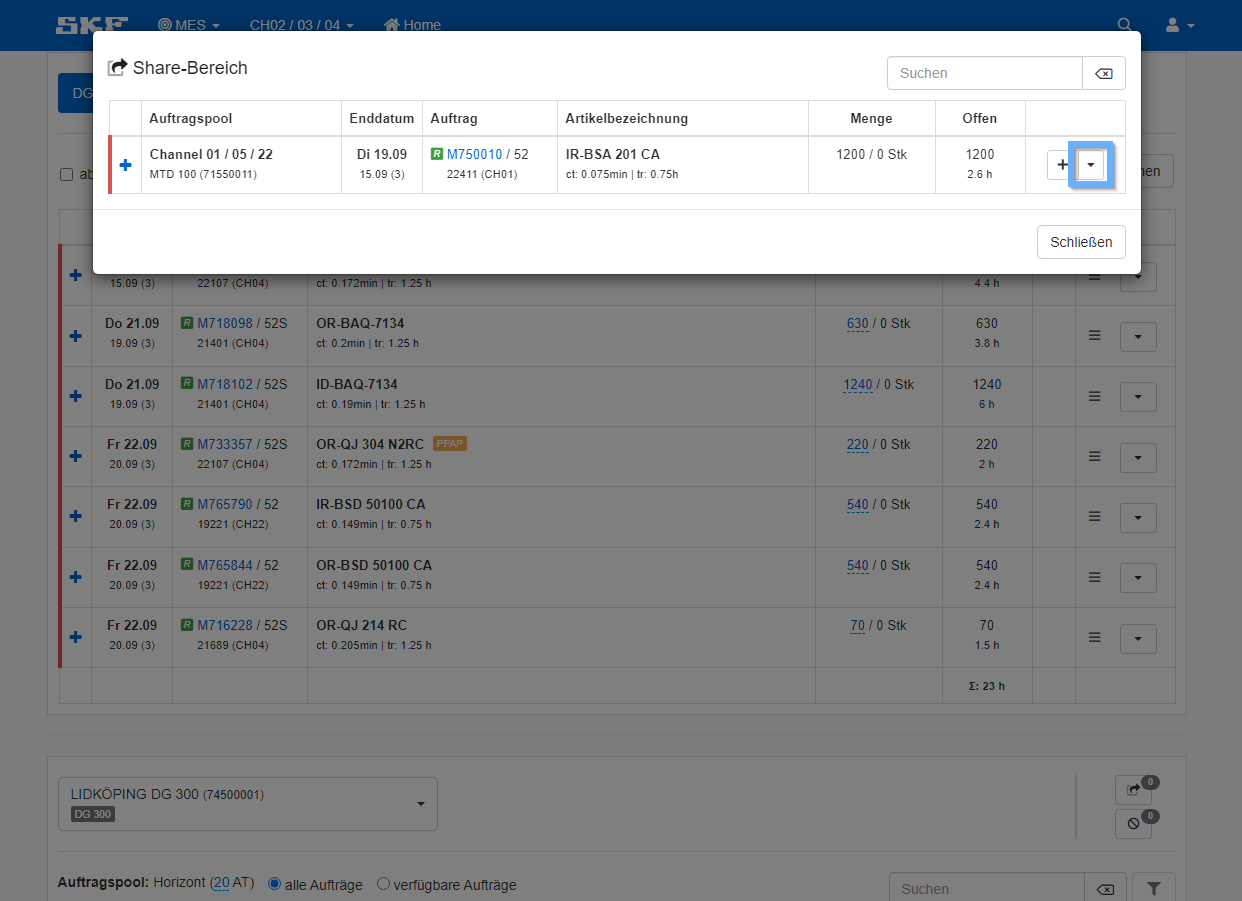 SKF MES CH02 / 03 / 04 Home
Share-Bereich
Suchen
Auftragspool Enddatum Auftrag Artikelbezeichnung Menge Offen
Channel 01 / 05 / 22 Di 19.09 R M750010 / 52 IR-BSA 201 CA 1200 / 0 Stk 1200
MTD 100 (71550011) 15.09 (3) 22411 (CH01) ct: 0.075min | tr: 0.75h 2.6 h
Schließen
DG
ab
nen
15.09 (3) 22107 (CH04) ct: 0.172min | tr: 1.25 h 4.4 h
Do 21.09 R M718098 / 52S OR-BAQ-7134 630 / 0 Stk 630
19.09 (3) 21401 (CH04) ct: 0.2min | tr: 1.25 h 3.8 h
Do 21.09 R M718102 / 52S ID-BAQ-7134 1240 / 0 Stk 1240
19.09 (3) 21401 (CH04) ct: 0.19min | tr: 1.25 h 6 h
Fr 22.09 R M733357 / 52S OR-QJ 304 N2RC PPAP 220 / 0 Stk 220
20.09 (3) 22107 (CH04) ct: 0.172min | tr: 1.25 h 2 h
Fr 22.09 R M765790 / 52 IR-BSD 50100 CA 540 / 0 Stk 540
20.09 (3) 19221 (CH22) ct: 0.149min | tr: 0.75 h 2.4 h
Fr 22.09 R M765844 / 52 OR-BSD 50100 CA 540 / 0 Stk 540
20.09 (3) 19221 (CH22) ct: 0.149min | tr: 0.75 h 2.4 h
Fr 22.09 R M716228 / 52S OR-QJ 214 RC 70 / 0 Stk 70
20.09 (3) 21689 (CH04) ct: 0.205min | tr: 1.25 h 1.5 h
Σ: 23 h
LIDKÖPING DG 300 (74500001)
DG 300
0
0
Auftragspool: Horizont (20 AT) alle Aufträge verfügbare Aufträge
Suchen